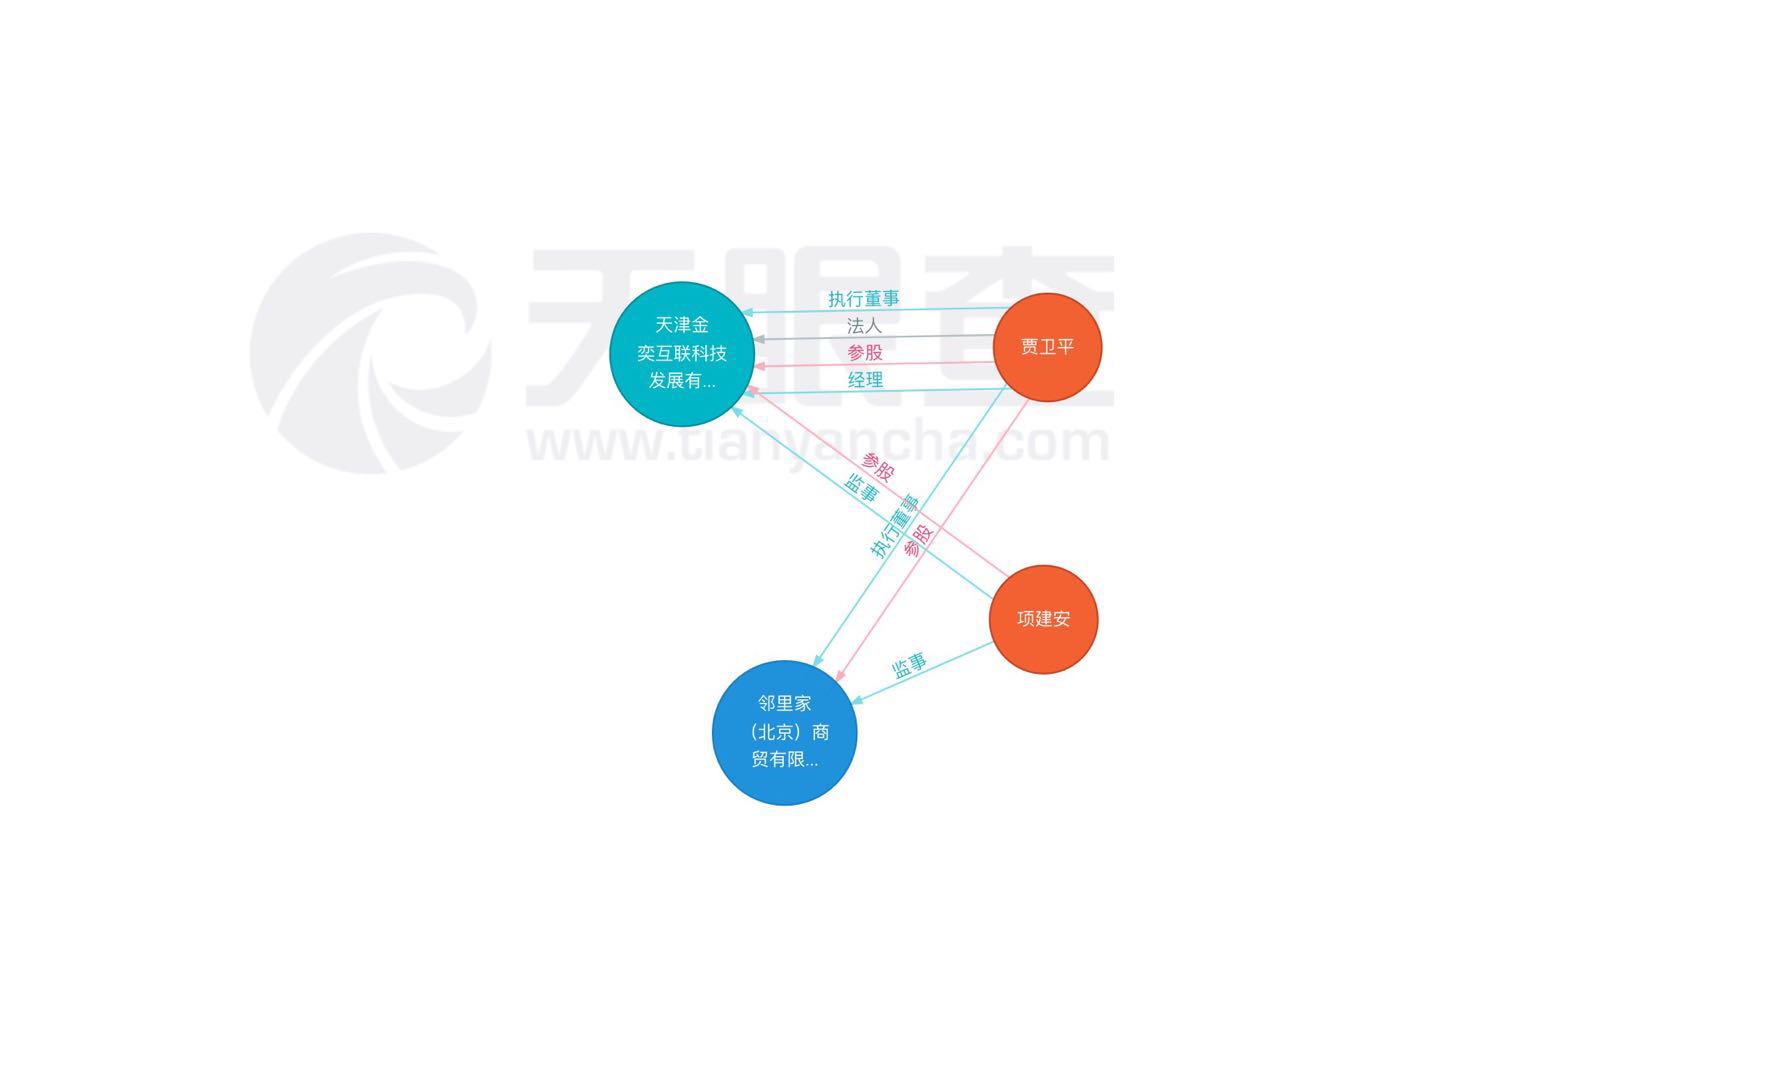 天眼查
www.tianyancha.com
天津金
奕互联科技
发展有...
执行董事
法人
参股
经理
贾卫平
参股
监事
执行董事
参股
项建安
监事
邻里家
（北京）商
贸有限...